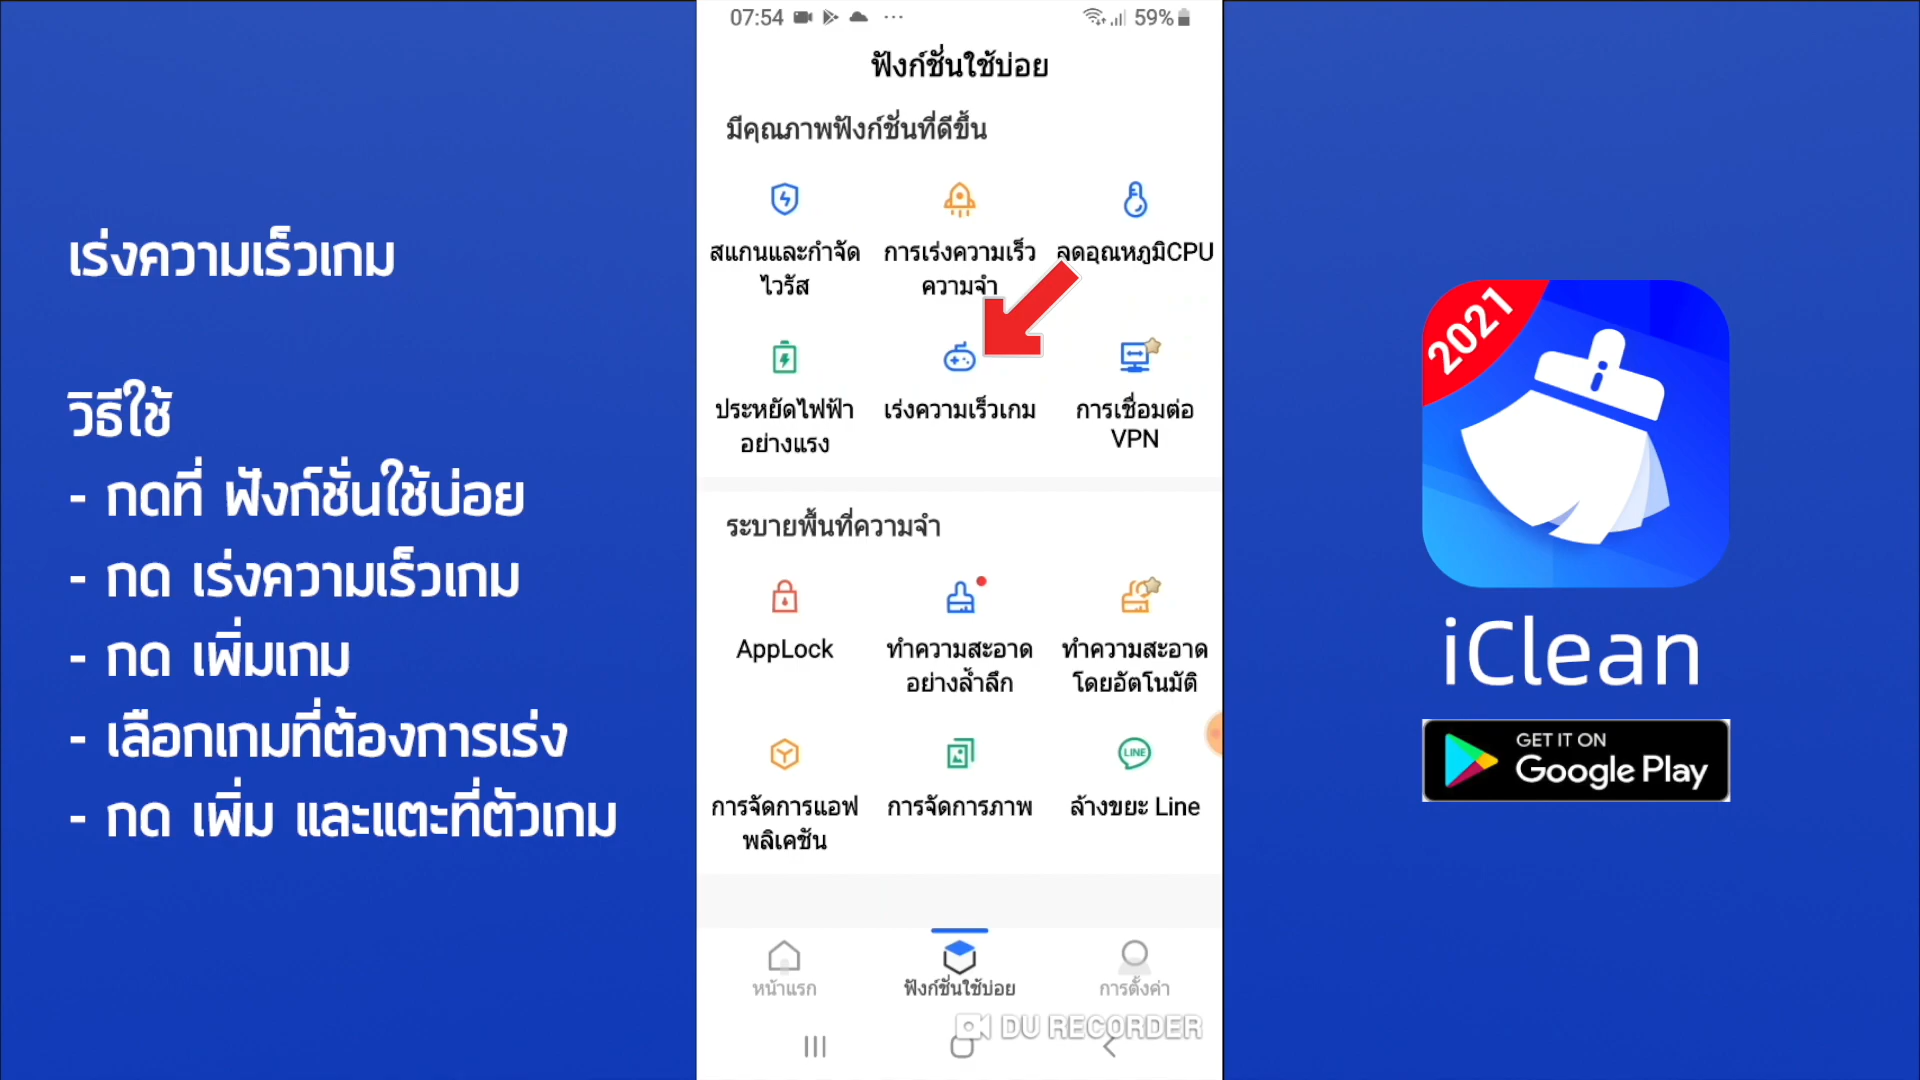 เร่งความเร็วเกม
วิธีใช้
- กดที่ ฟังก์ชั่นใช้บ่อย
- กด เร่งความเร็วเกม
- กด เพิ่มเกม
- เลือกเกมที่ต้องการเร่ง
- กด เพิ่ม และแตะที่ตัวเกม
07:54
59%
ฟังก์ชั่นใช้บ่อย
มีคุณภาพฟังก์ชั่นที่ดีขึ้น
สแกนและกำจัด
ไวรัส
การเร่งความเร็ว
ความจำ
ลดอุณหภูมิCPU
ประหยัดไฟฟ้า
อย่างแรง
เร่งความเร็วเกม
การเชื่อมต่อ
VPN
ระบายพื้นที่ความจำ
AppLock
ทำความสะอาด
อย่างล้ำลึก
ทำความสะอาด
โดยอัตโนมัติ
LINE
การจัดการแอฟ
พลิเคชัน
การจัดการภาพ
ล้างขยะ Line
หน้าแรก
ฟังก์ชั่นใช้บ่อย
การตั้งค่า
DU RECORDER
2021
iClean
GET IT ON
Google Play